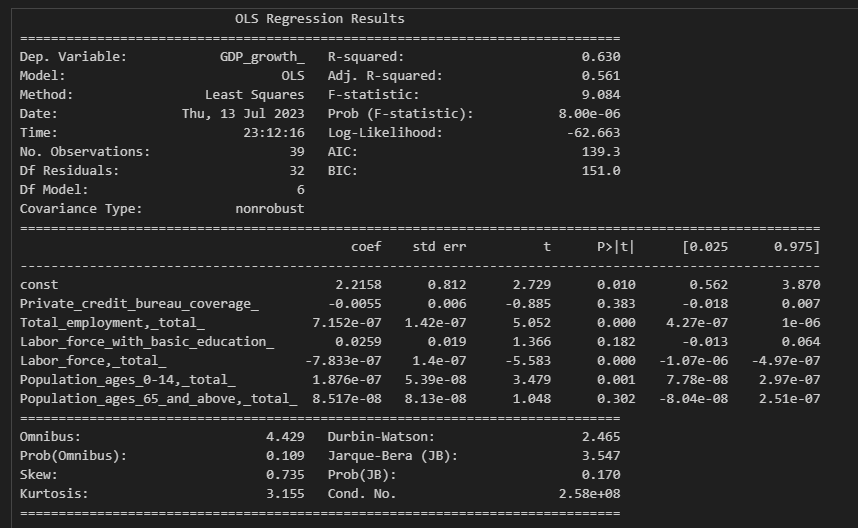 OLS Regression Results
==============================================================================
Dep. Variable: GDP_growth_ R-squared: 0.630
Model: OLS Adj. R-squared: 0.561
Method: Least Squares F-statistic: 9.084
Date: Thu, 13 Jul 2023 Prob (F-statistic): 8.00e-06
Time: 23:12:16 Log-Likelihood: -62.663
No. Observations: 39 AIC: 139.3
Df Residuals: 32 BIC: 151.0
Df Model: 6
Covariance Type: nonrobust
========================================================================================================
coef std err t P>|t| [0.025 0.975]
--------------------------------------------------------------------------------------------------------
const 2.2158 0.812 2.729 0.010 0.562 3.870
Private_credit_bureau_coverage_ -0.0055 0.006 -0.885 0.383 -0.018 0.007
Total_employment,_total_ 7.152e-07 1.42e-07 5.052 0.000 4.27e-07 1e-06
Labor_force_with_basic_education_ 0.0259 0.019 1.366 0.182 -0.013 0.064
Labor_force,_total_ -7.833e-07 1.4e-07 -5.583 0.000 -1.07e-06 -4.97e-07
Population_ages_0-14,_total_ 1.876e-07 5.39e-08 3.479 0.001 7.78e-08 2.97e-07
Population_ages_65_and_above,_total_ 8.517e-08 8.13e-08 1.048 0.302 -8.04e-08 2.51e-07
==============================================================================
Omnibus: 4.429 Durbin-Watson: 2.465
Prob(Omnibus): 0.109 Jarque-Bera (JB): 3.547
Skew: 0.735 Prob(JB): 0.170
Kurtosis: 3.155 Cond. No. 2.58e+08
==============================================================================